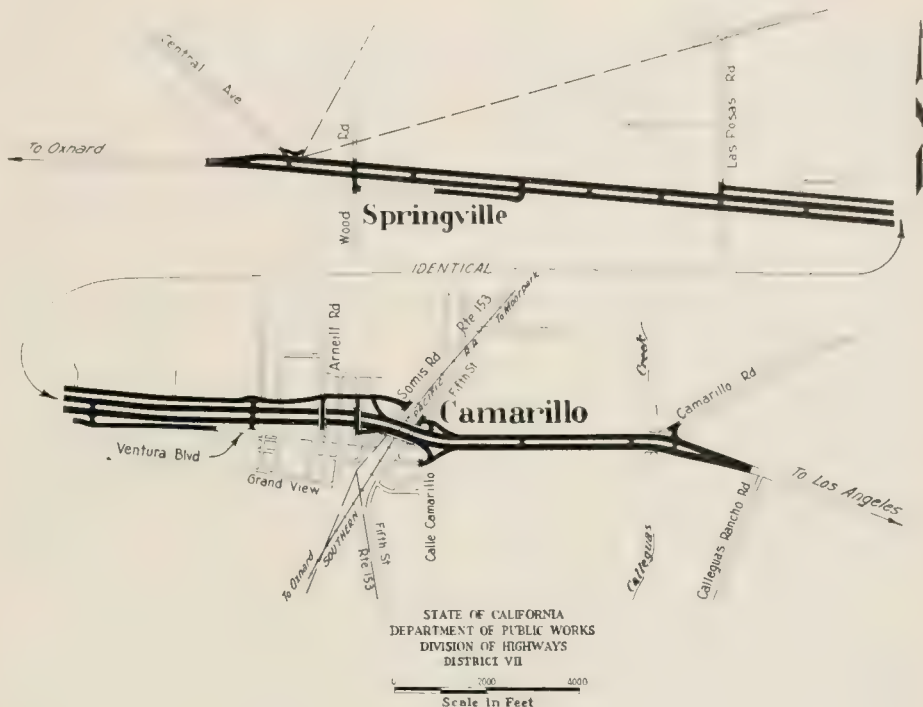 Central Ave
To Oxnard
Rd
Wood
Springville
Las Posas Rd
IDENTICAL
Arneill Rd
Somis Rd
Rte 153
To Moorpark
PACIFIC
RR
Fifth St
Camarillo
Creek
Camarillo Rd
Ventura Blvd
Grand View
To Oxnard
SOUTHERN
Fifth St
Rte 153
Calle Camarillo
Calleguas
Calleguas Rancho Rd
To Los Angeles
STATE OF CALIFORNIA
DEPARTMENT OF PUBLIC WORKS
DIVISION OF HIGHWAYS
DISTRICT VII
0 2000 4000
Scale in Feet